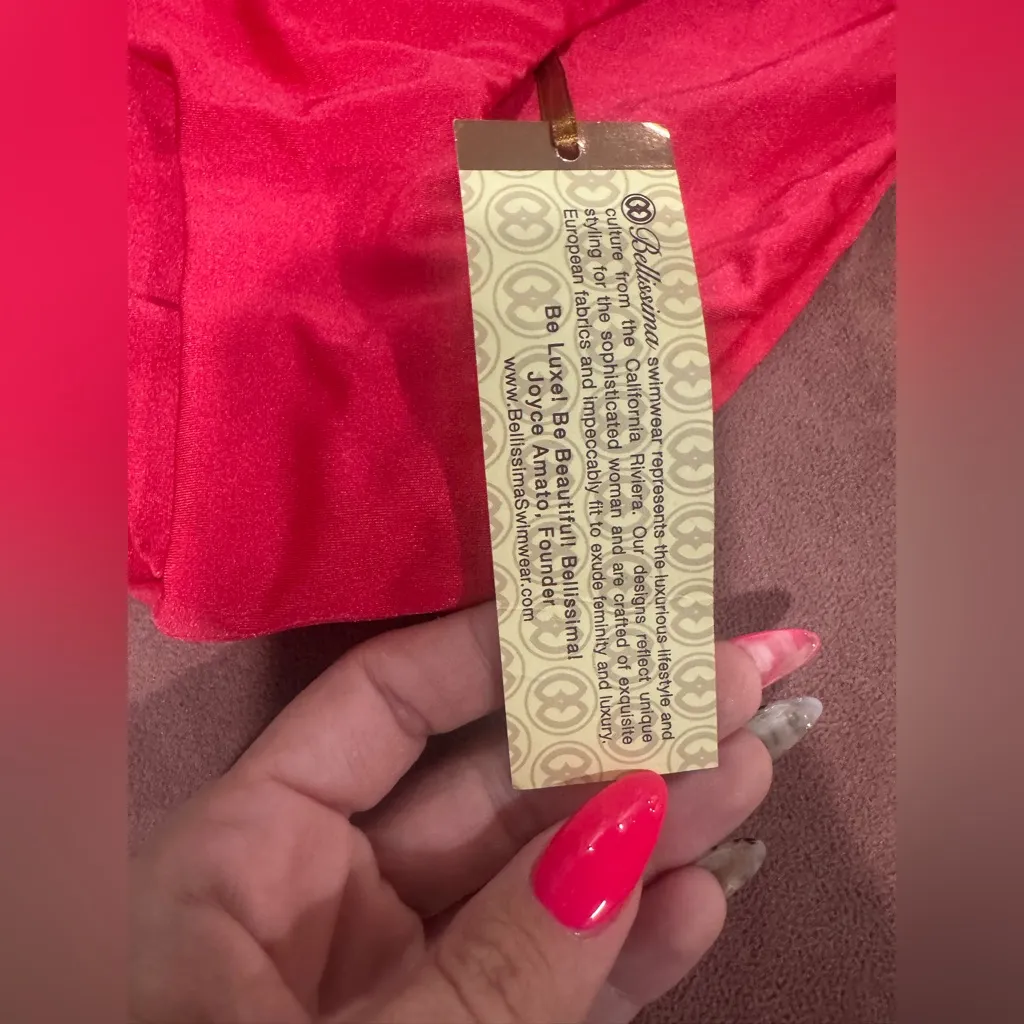 Bellissima swimwear represents the luxurious lifestyle and
culture from the California Riviera. Our designs reflect unique
styling for the sophisticated woman and are crafted of exquisite
European fabrics and impeccably fit to exude feminity and luxury.
Be Luxe! Be Beautiful! Bellissima!
Joyce Amato, Founder
www.BellissimaSwimwear.com